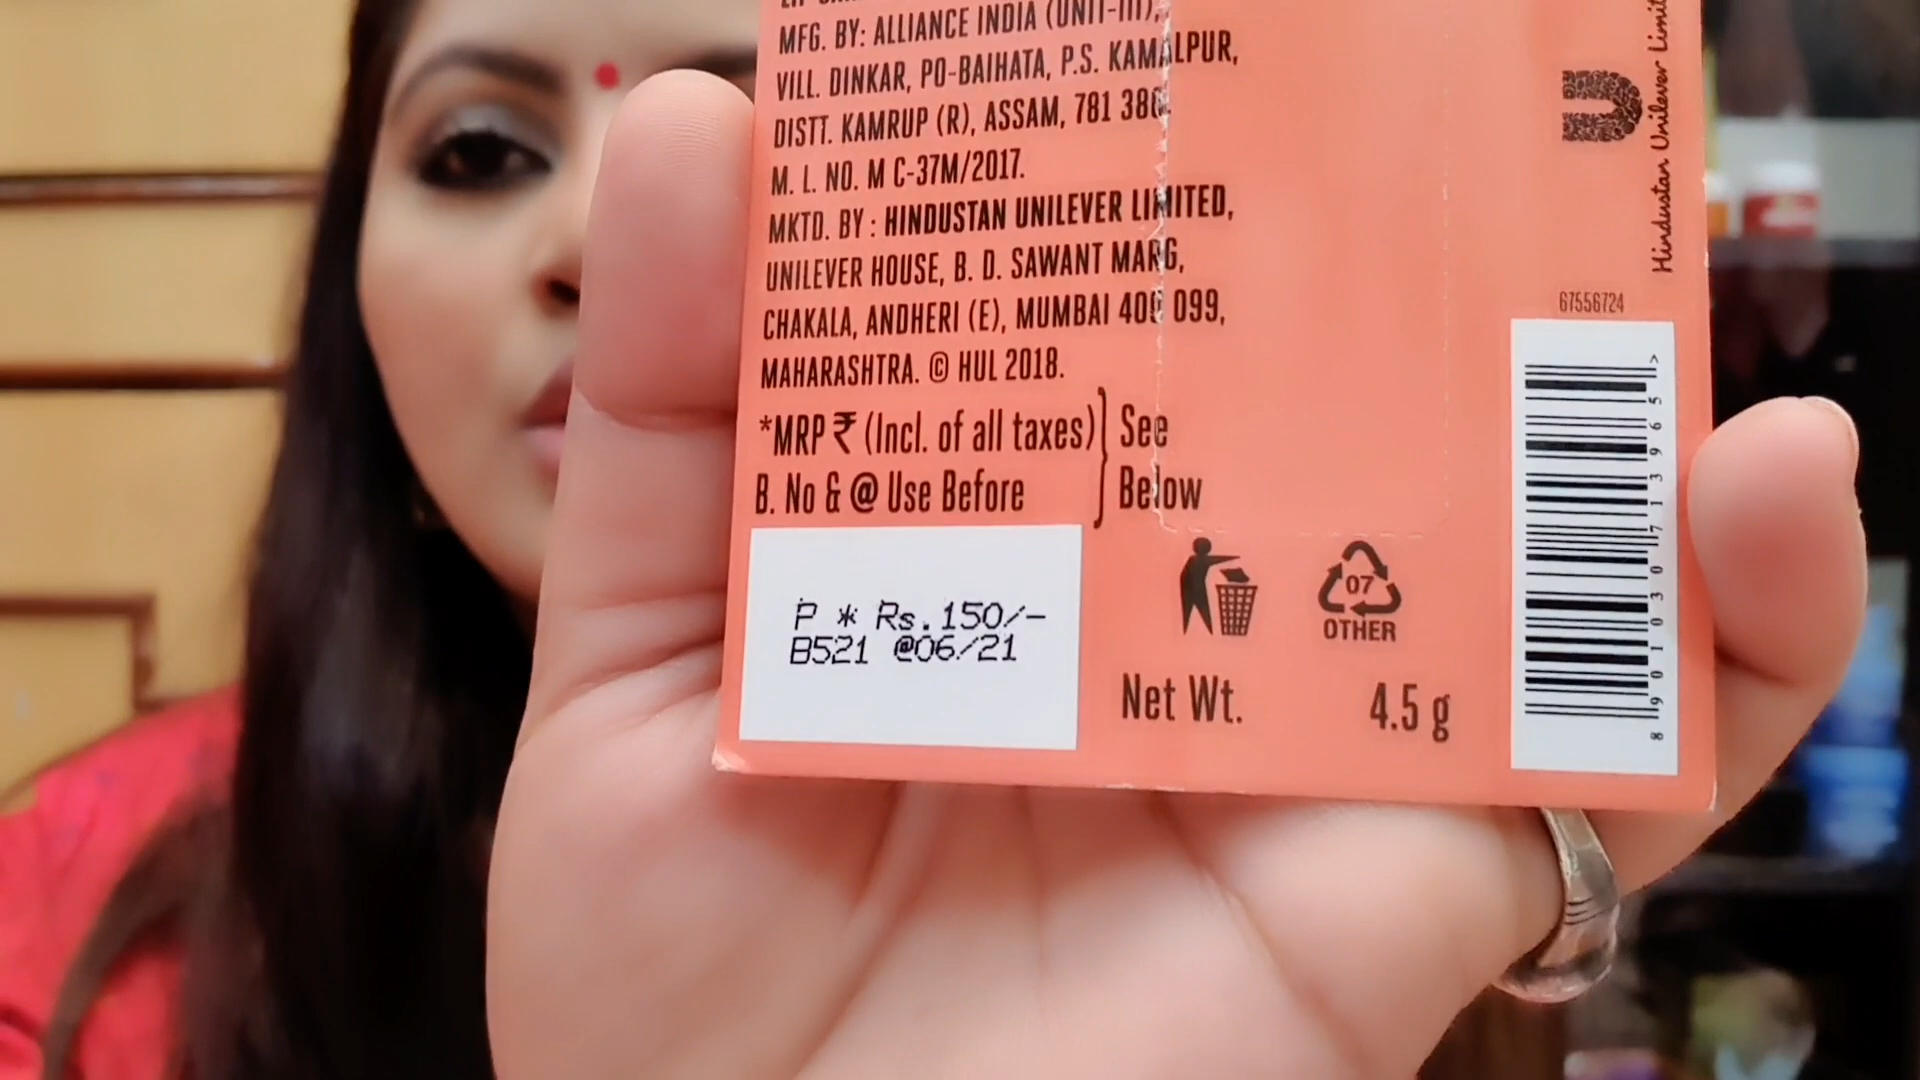 MFG. BY: ALLIANCE INDIA (UNIT-III),
VILL. DINKAR, PO-BAIHATA, P.S. KAMALPUR,
DISTT. KAMRUP (R), ASSAM, 781 380.
M. L. NO. M C-37M/2017.
MKTD. BY : HINDUSTAN UNILEVER LIMITED,
UNILEVER HOUSE, B. D. SAWANT MARG,
CHAKALA, ANDHERI (E), MUMBAI 400 099,
MAHARASHTRA. © HUL 2018.
*MRP ₹ (Incl. of all taxes) } See
B. No & @ Use Before } Below
P * Rs.150/-
B521 @06/21
07
OTHER
Net Wt. 4.5 g
Hindustan Unilever
67556724
8 901030 713965 >